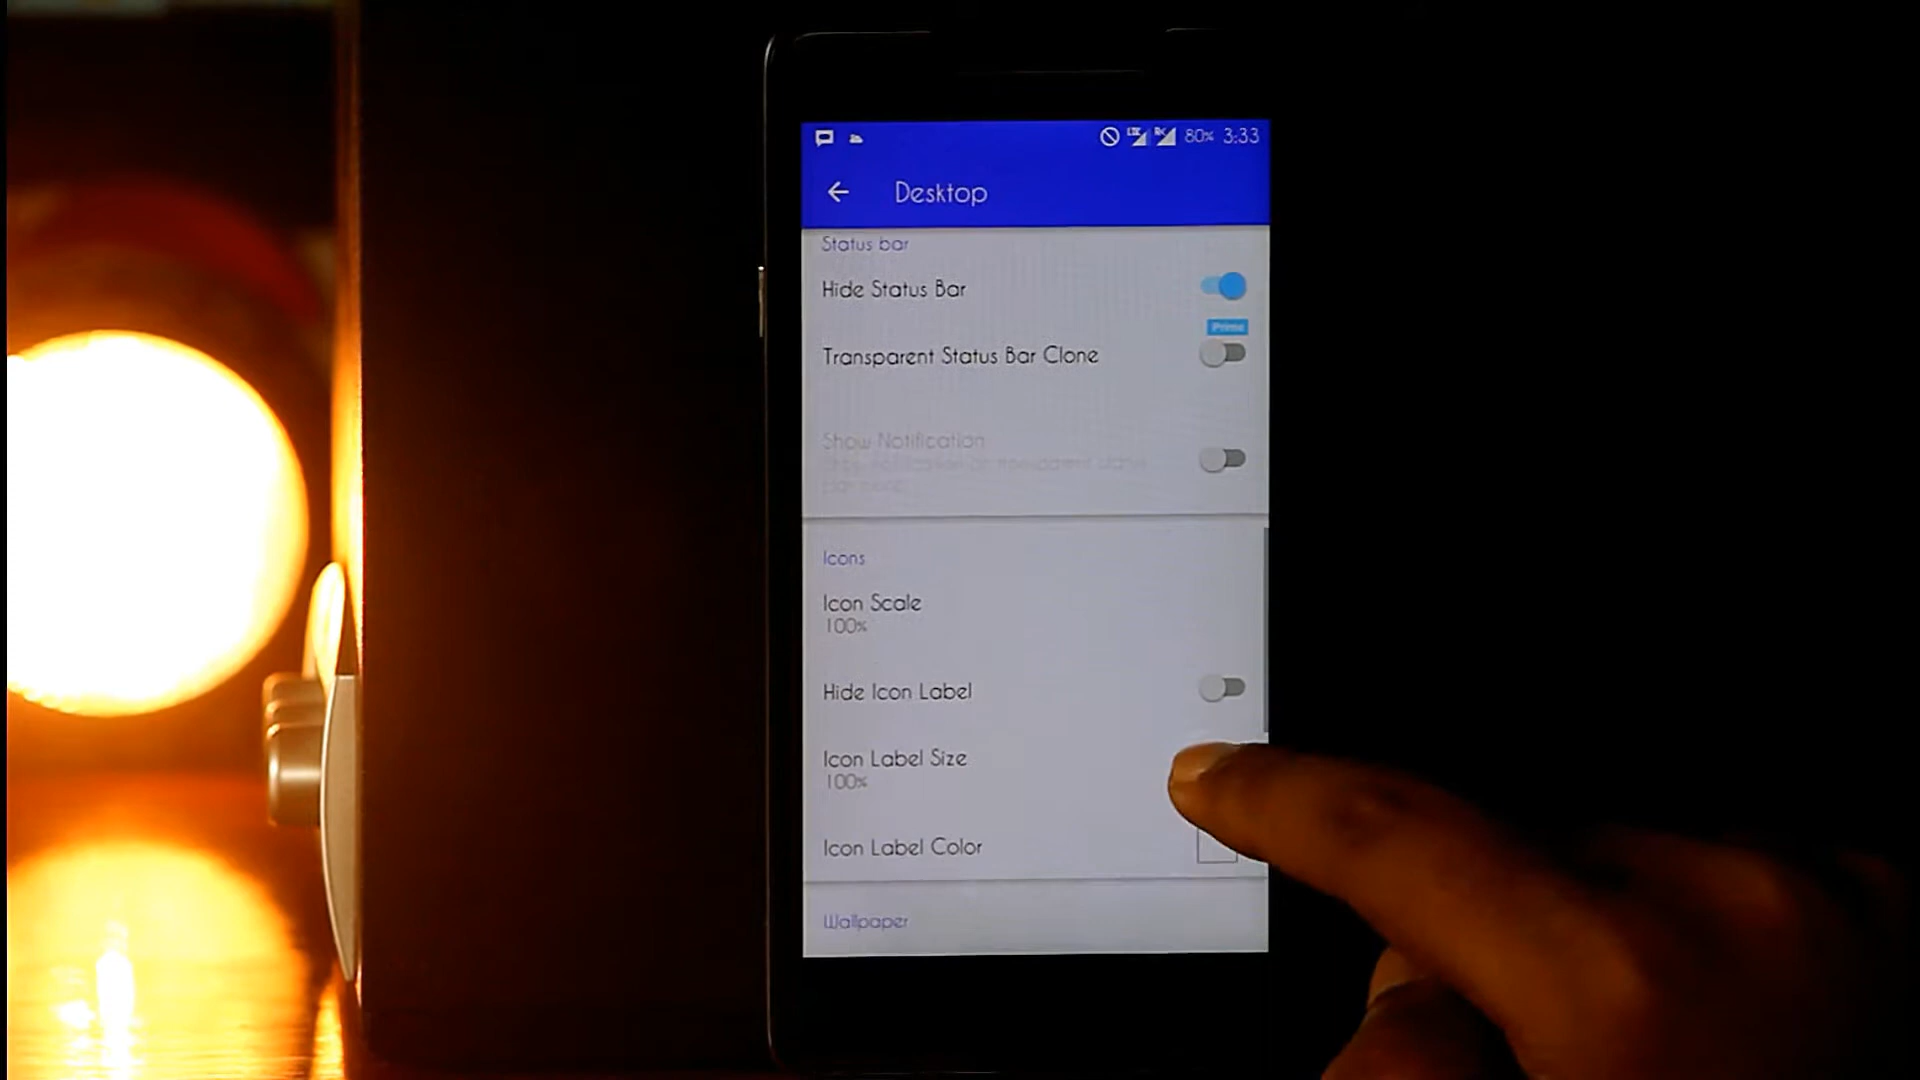 80% 3:33
Desktop
Status bar
Hide Status Bar
Prime
Transparent Status Bar Clone
Show Notification
Icons
Icon Scale
100%
Hide Icon Label
Icon Label Size
100%
Icon Label Color
Wallpaper